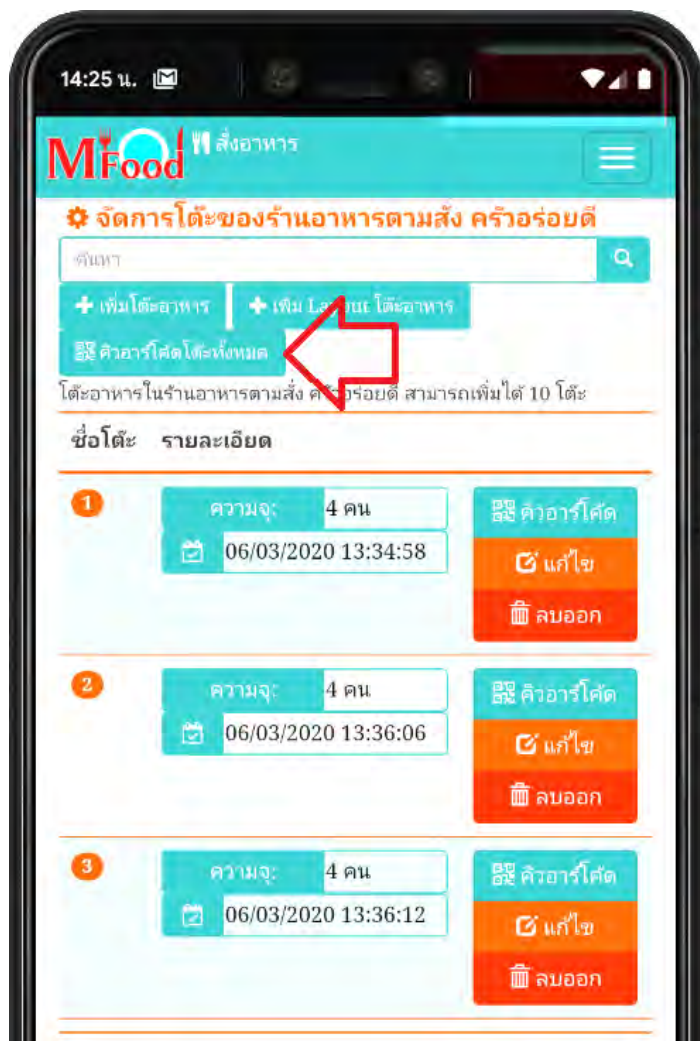 14:25 น.
MFood สั่งอาหาร
จัดการโต๊ะของร้านอาหารตามสั่ง ครัวอร่อยดี
ค้นหา
เพิ่มโต๊ะอาหาร เพิ่ม Layout โต๊ะอาหาร
คิวอาร์โค้ดโต๊ะทั้งหมด
โต๊ะอาหารในร้านอาหารตามสั่ง ครัวอร่อยดี สามารถเพิ่มได้ 10 โต๊ะ
ชื่อโต๊ะ รายละเอียด
1 ความจุ: 4 คน คิวอาร์โค้ด
06/03/2020 13:34:58
แก้ไข
ลบออก
2 ความจุ: 4 คน คิวอาร์โค้ด
06/03/2020 13:36:06
แก้ไข
ลบออก
3 ความจุ: 4 คน คิวอาร์โค้ด
06/03/2020 13:36:12
แก้ไข
ลบออก